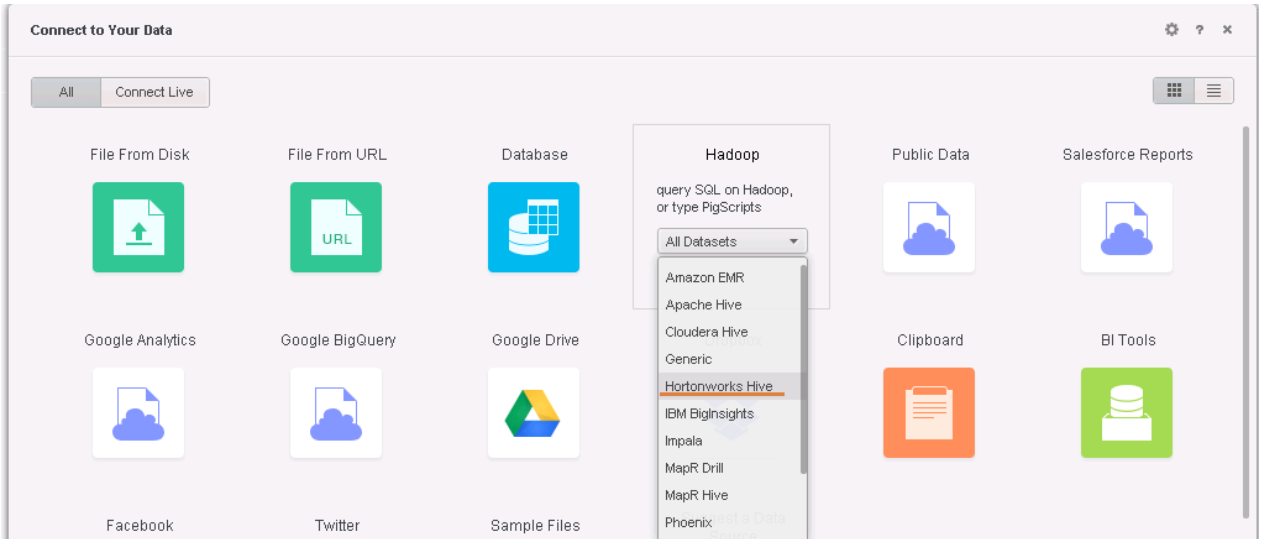 Connect to Your Data
?
All
Connect Live
File From Disk
File From URL
Database
Hadoop
Public Data
Salesforce Reports
query SQL on Hadoop,
or type PigScripts
URL
All Datasets
Amazon EMR
Apache Hive
Cloudera Hive
Generic
Hortonworks Hive
IBM BigInsights
Impala
MapR Drill
MapR Hive
Phoenix
Google Analytics
Google BigQuery
Google Drive
Clipboard
BI Tools
Facebook
Twitter
Sample Files